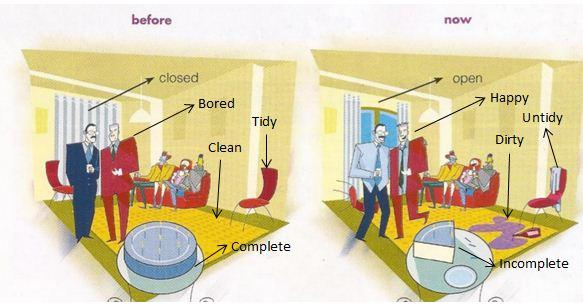 before
now
closed
Bored
Tidy
Clean
Complete
open
Happy
Untidy
Dirty
Incomplete